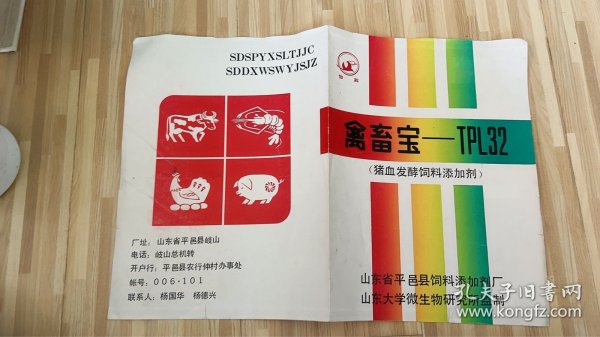 SDSPYXSLTJJC
SDDXWSWYJSJZ
厂址：山东省平邑县岐山
电话：岐山总机转
开户行：平邑县农行仲村办事处
帐号：006·101
联系人：杨国华 杨德兴
禽畜宝—TPL32
（猪血发酵饲料添加剂）
山东省平邑县饲料添加剂厂
山东大学微生物研究所监制
孔夫子旧书网
www.kongfz.com